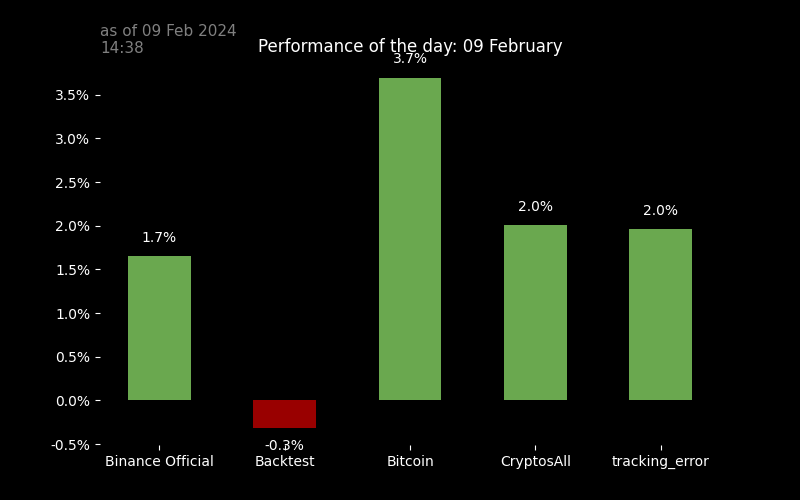 as of 09 Feb 2024
14:38
Performance of the day: 09 February
3.7%
3.5%
3.0%
2.5%
2.0%
2.0%
2.0%
1.7%
1.5%
1.0%
0.5%
0.0%
-0.5%
-0.3%
Binance Official
Backtest
Bitcoin
CryptosAll
tracking_error